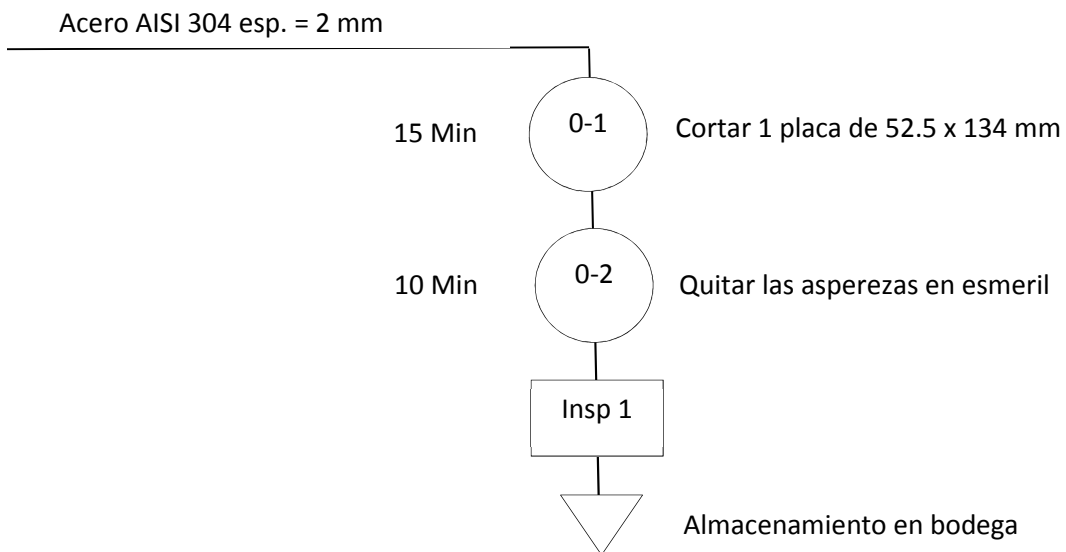 Acero AISI 304 esp. = 2 mm
15 Min
0-1
Cortar 1 placa de 52.5 x 134 mm
10 Min
0-2
Quitar las asperezas en esmeril
Insp 1
Almacenamiento en bodega